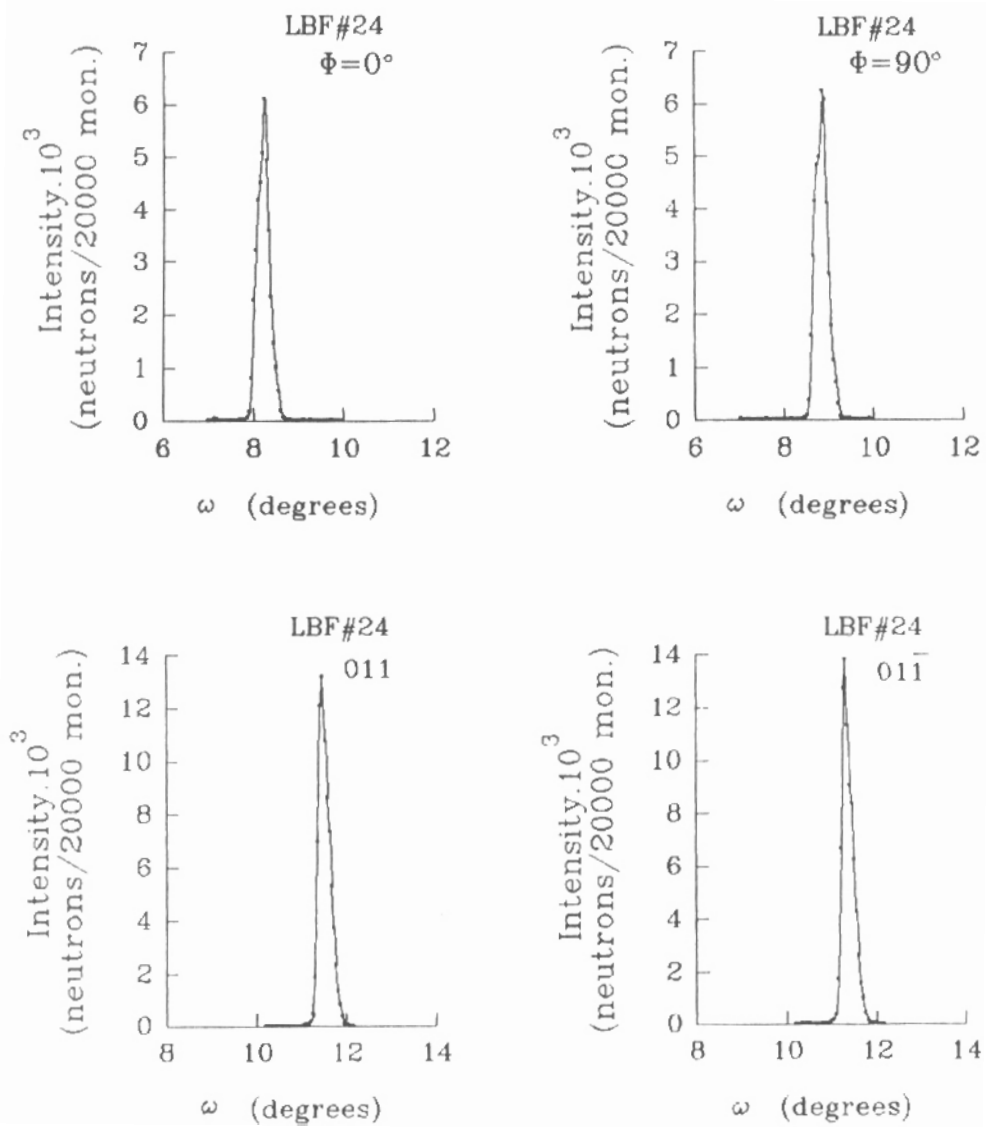 LBF#24
Φ=0°
Intensity.10³
(neutrons/20000 mon.)
7
6
5
4
3
2
1
0
6 8 10 12
ω (degrees)
LBF#24
Φ=90°
Intensity.10³
(neutrons/20000 mon.)
7
6
5
4
3
2
1
0
6 8 10 12
ω (degrees)
LBF#24
011
Intensity.10³
(neutrons/20000 mon.)
14
12
10
8
6
4
2
0
8 10 12 14
ω (degrees)
LBF#24
011̅
Intensity.10³
(neutrons/20000 mon.)
14
12
10
8
6
4
2
0
8 10 12 14
ω (degrees)